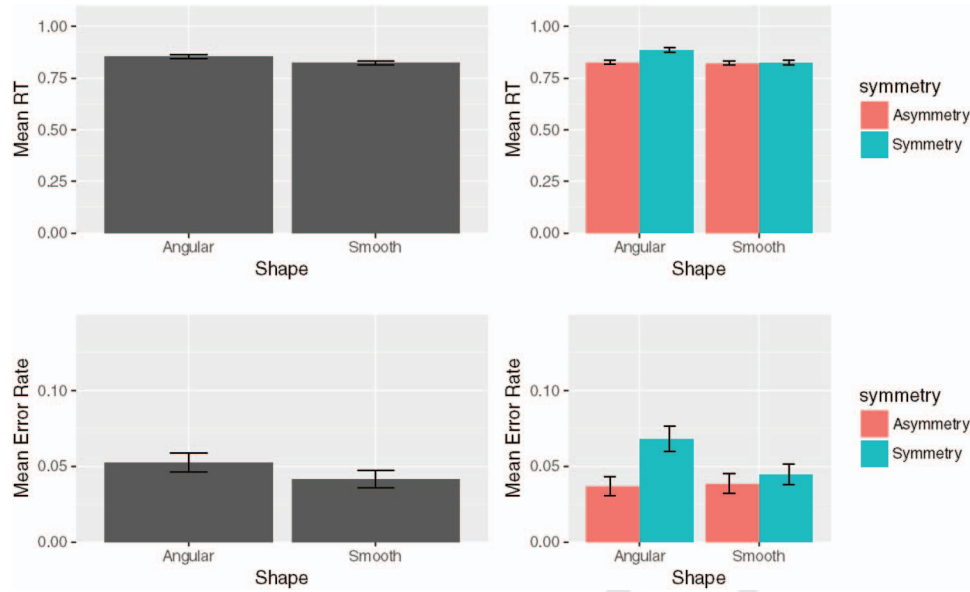 Mean RT
1.00
0.75
0.50
0.25
0.00
Angular Smooth
Shape
Mean RT
1.00
0.75
0.50
0.25
0.00
Angular Smooth
Shape
symmetry
Asymmetry
Symmetry
Mean Error Rate
0.10
0.05
0.00
Angular Smooth
Shape
Mean Error Rate
0.10
0.05
0.00
Angular Smooth
Shape
symmetry
Asymmetry
Symmetry